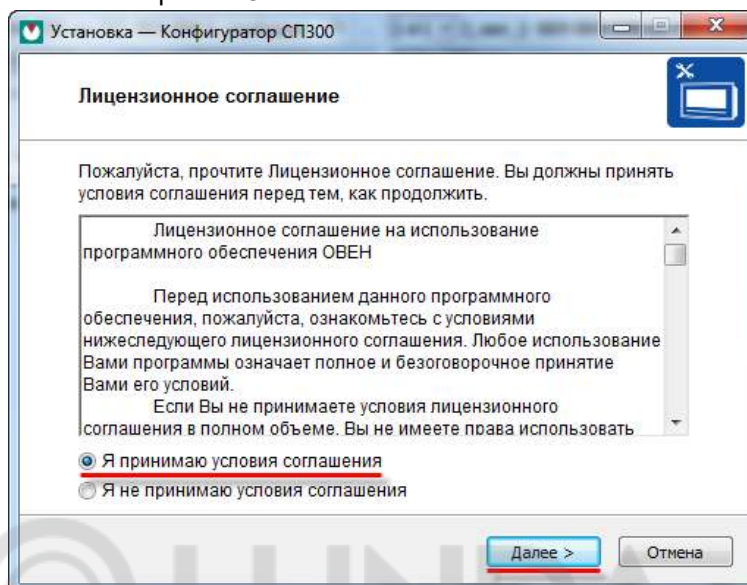 Установка — Конфигуратор СП300
Лицензионное соглашение
Пожалуйста, прочтите Лицензионное соглашение. Вы должны принять
условия соглашения перед тем, как продолжить.
Лицензионное соглашение на использование
программного обеспечения ОВЕН
Перед использованием данного программного
обеспечения, пожалуйста, ознакомьтесь с условиями
нижеследующего лицензионного соглашения. Любое использование
Вами программы означает полное и безоговорочное принятие
Вами его условий.
Если Вы не принимаете условия лицензионного
соглашения в полном объеме. Вы не имеете права использовать
Я принимаю условия соглашения
Я не принимаю условия соглашения
Далее >
Отмена